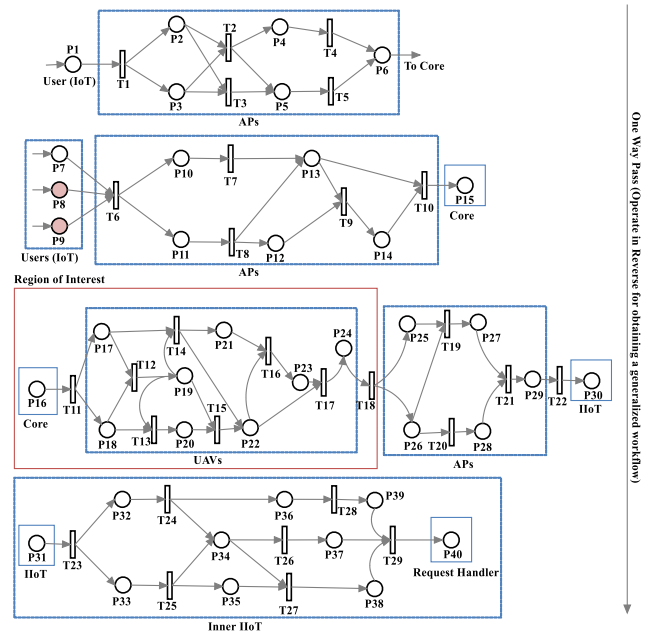 P1
User (IoT)
T1
P2
P3
T2
T3
P4
P5
T4
T5
P6
To Core
APs
P7
P8
P9
Users (IoT)
T6
P10
P11
T7
T8
P12
P13
T9
P14
T10
P15
Core
APs
Region of Interest
P16
Core
T11
P17
P18
T12
T13
T14
P19
P20
T15
P21
P22
T16
P23
T17
P24
UAVs
T18
P25
P26
T19
T20
P27
P28
T21
P29
T22
P30
IIoT
APs
P31
IIoT
T23
P32
P33
T24
T25
P34
P35
P36
T26
T27
T28
P37
P38
P39
T29
P40
Request Handler
Inner IIoT
One Way Pass (Operate in Reverse for obtaining a generalized workflow)